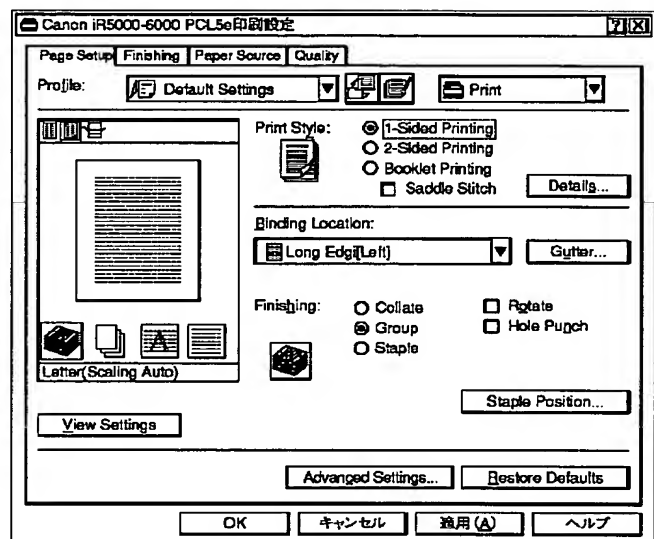 Canon iR5000-6000 PCL5e印刷設定
Page Setup Finishing Paper Source Quality
Profile: Default Settings Print
Print Style: 1-Sided Printing
2-Sided Printing
Booklet Printing
Saddle Stitch Details...
Binding Location:
Long Edge[Left] Gutter...
Finishing: Collate Rotate
Group Hole Punch
Staple
A
Letter(Scaling Auto)
Staple Position...
View Settings
Advanced Settings... Restore Defaults
OK キャンセル 適用(A) ヘルプ